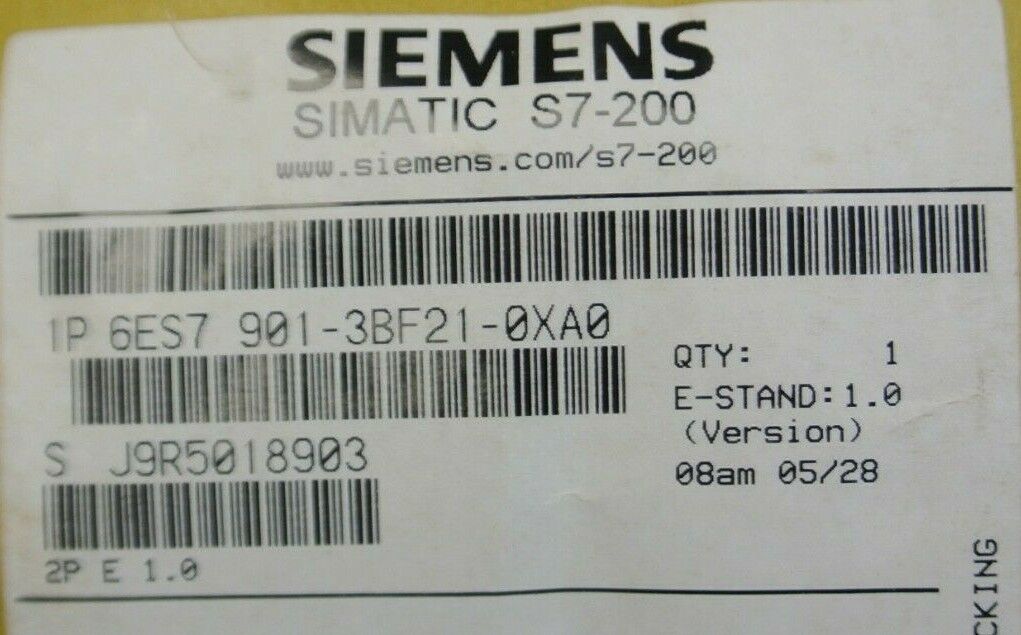 SIEMENS
SIMATIC S7-200
www.siemens.com/s7-200
1P 6ES7 901-3BF21-0XA0
QTY: 1
E-STAND:1.0
(Version)
S J9R5018903
08am 05/28
2P E 1.0